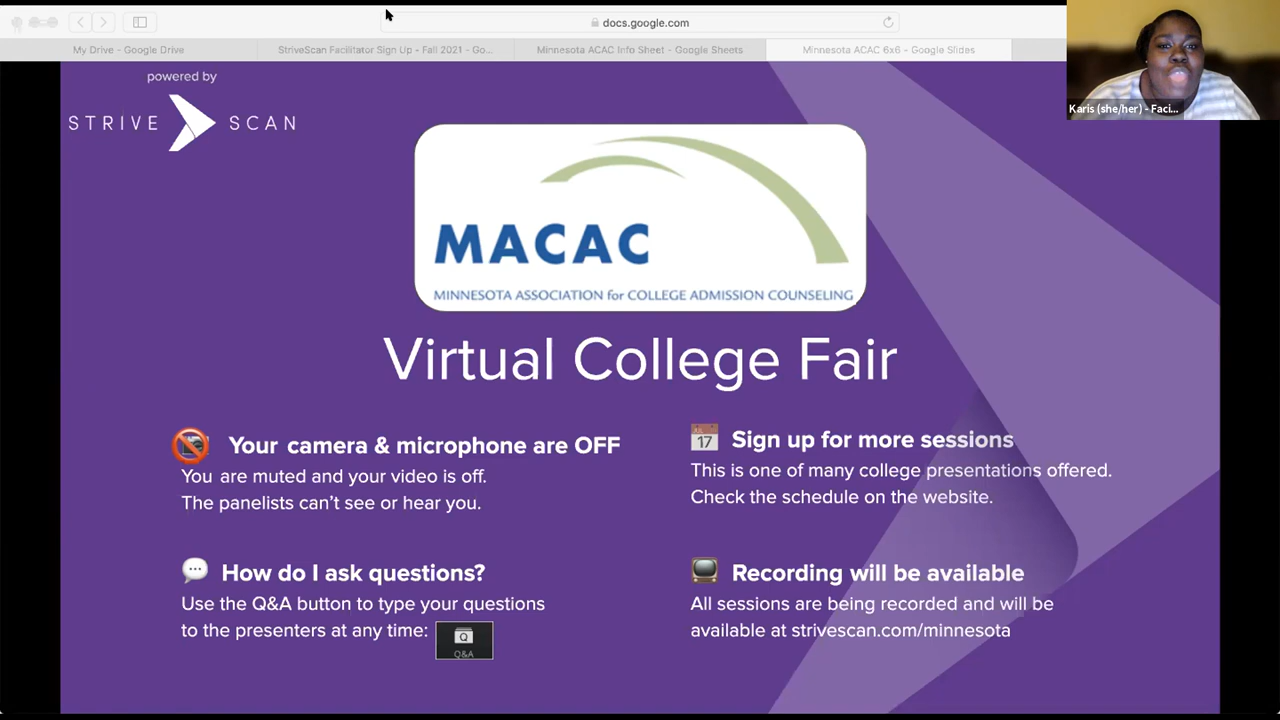 docs.google.com
My Drive - Google Drive
StriveScan Facilitator Sign Up - Fall 2021 - Go...
Minnesota ACAC Info Sheet - Google Sheets
Minnesota ACAC 6x6 - Google Slides
Karis (she/her) - Faci...
powered by
STRIVE SCAN
MACAC
MINNESOTA ASSOCIATION for COLLEGE ADMISSION COUNSELING
Virtual College Fair
Your camera & microphone are OFF
You are muted and your video is off.
The panelists can't see or hear you.
JUL
17
Sign up for more sessions
This is one of many college presentations offered.
Check the schedule on the website.
How do I ask questions?
Use the Q&A button to type your questions
to the presenters at any time:
Q
Q&A
Recording will be available
All sessions are being recorded and will be
available at strivescan.com/minnesota